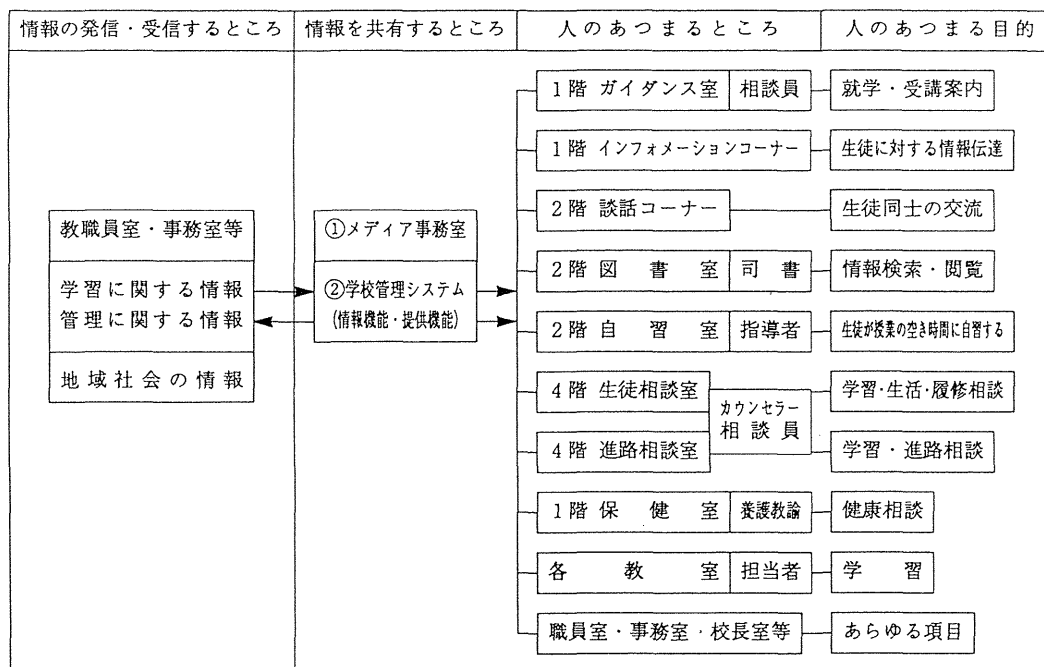 情報の発信・受信するところ
情報を共有するところ
人のあつまるところ
人のあつまる目的
教職員室・事務室等
学習に関する情報
管理に関する情報
地域社会の情報
①メディア事務室
②学校管理システム
(情報機能・提供機能)
1階 ガイダンス室 相談員 就学・受講案内
1階 インフォメーションコーナー 生徒に対する情報伝達
2階 談話コーナー 生徒同士の交流
2階 図書室 司書 情報検索・閲覧
2階 自習室 指導者 生徒が授業の空き時間に自習する
4階 生徒相談室 学習・生活・履修相談
カウンセラー
相談員
4階 進路相談室 学習・進路相談
1階 保健室 養護教諭 健康相談
各教室 担当者 学習
職員室・事務室・校長室等 あらゆる項目